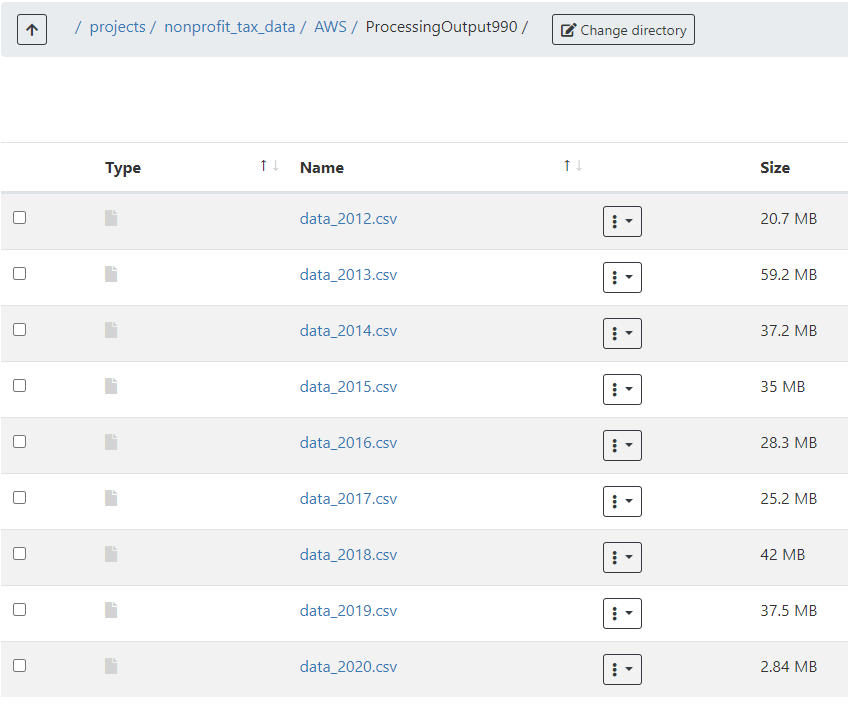 / projects / nonprofit_tax_data / AWS / ProcessingOutput990 / Change directory
Type ↑↓ Name ↑↓ Size
data_2012.csv 20.7 MB
data_2013.csv 59.2 MB
data_2014.csv 37.2 MB
data_2015.csv 35 MB
data_2016.csv 28.3 MB
data_2017.csv 25.2 MB
data_2018.csv 42 MB
data_2019.csv 37.5 MB
data_2020.csv 2.84 MB